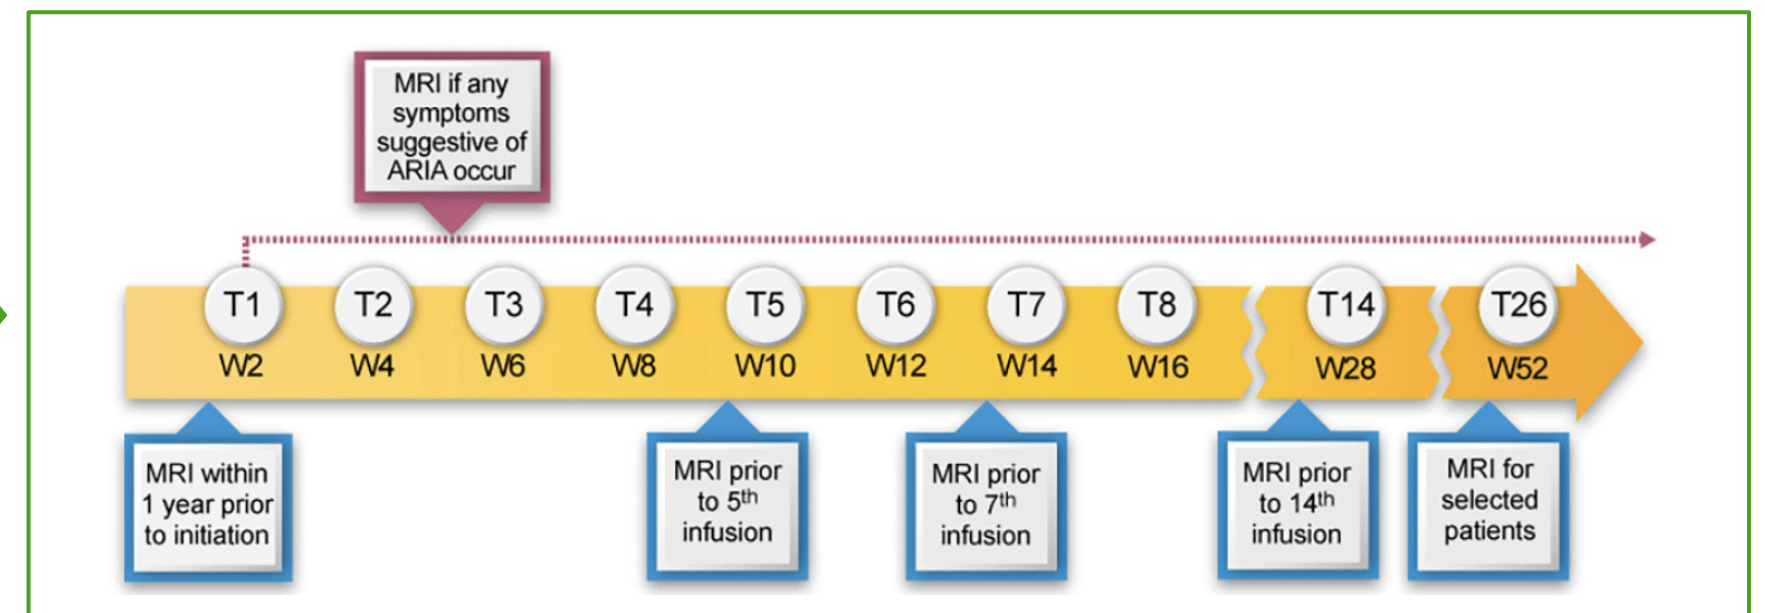 MRI if any
symptoms
suggestive of
ARIA occur
T1 T2 T3 T4 T5 T6 T7 T8 T14 T26
W2 W4 W6 W8 W10 W12 W14 W16 W28 W52
MRI within
1 year prior
to initiation
MRI prior
to 5th
infusion
MRI prior
to 7th
infusion
MRI prior
to 14th
infusion
MRI for
selected
patients